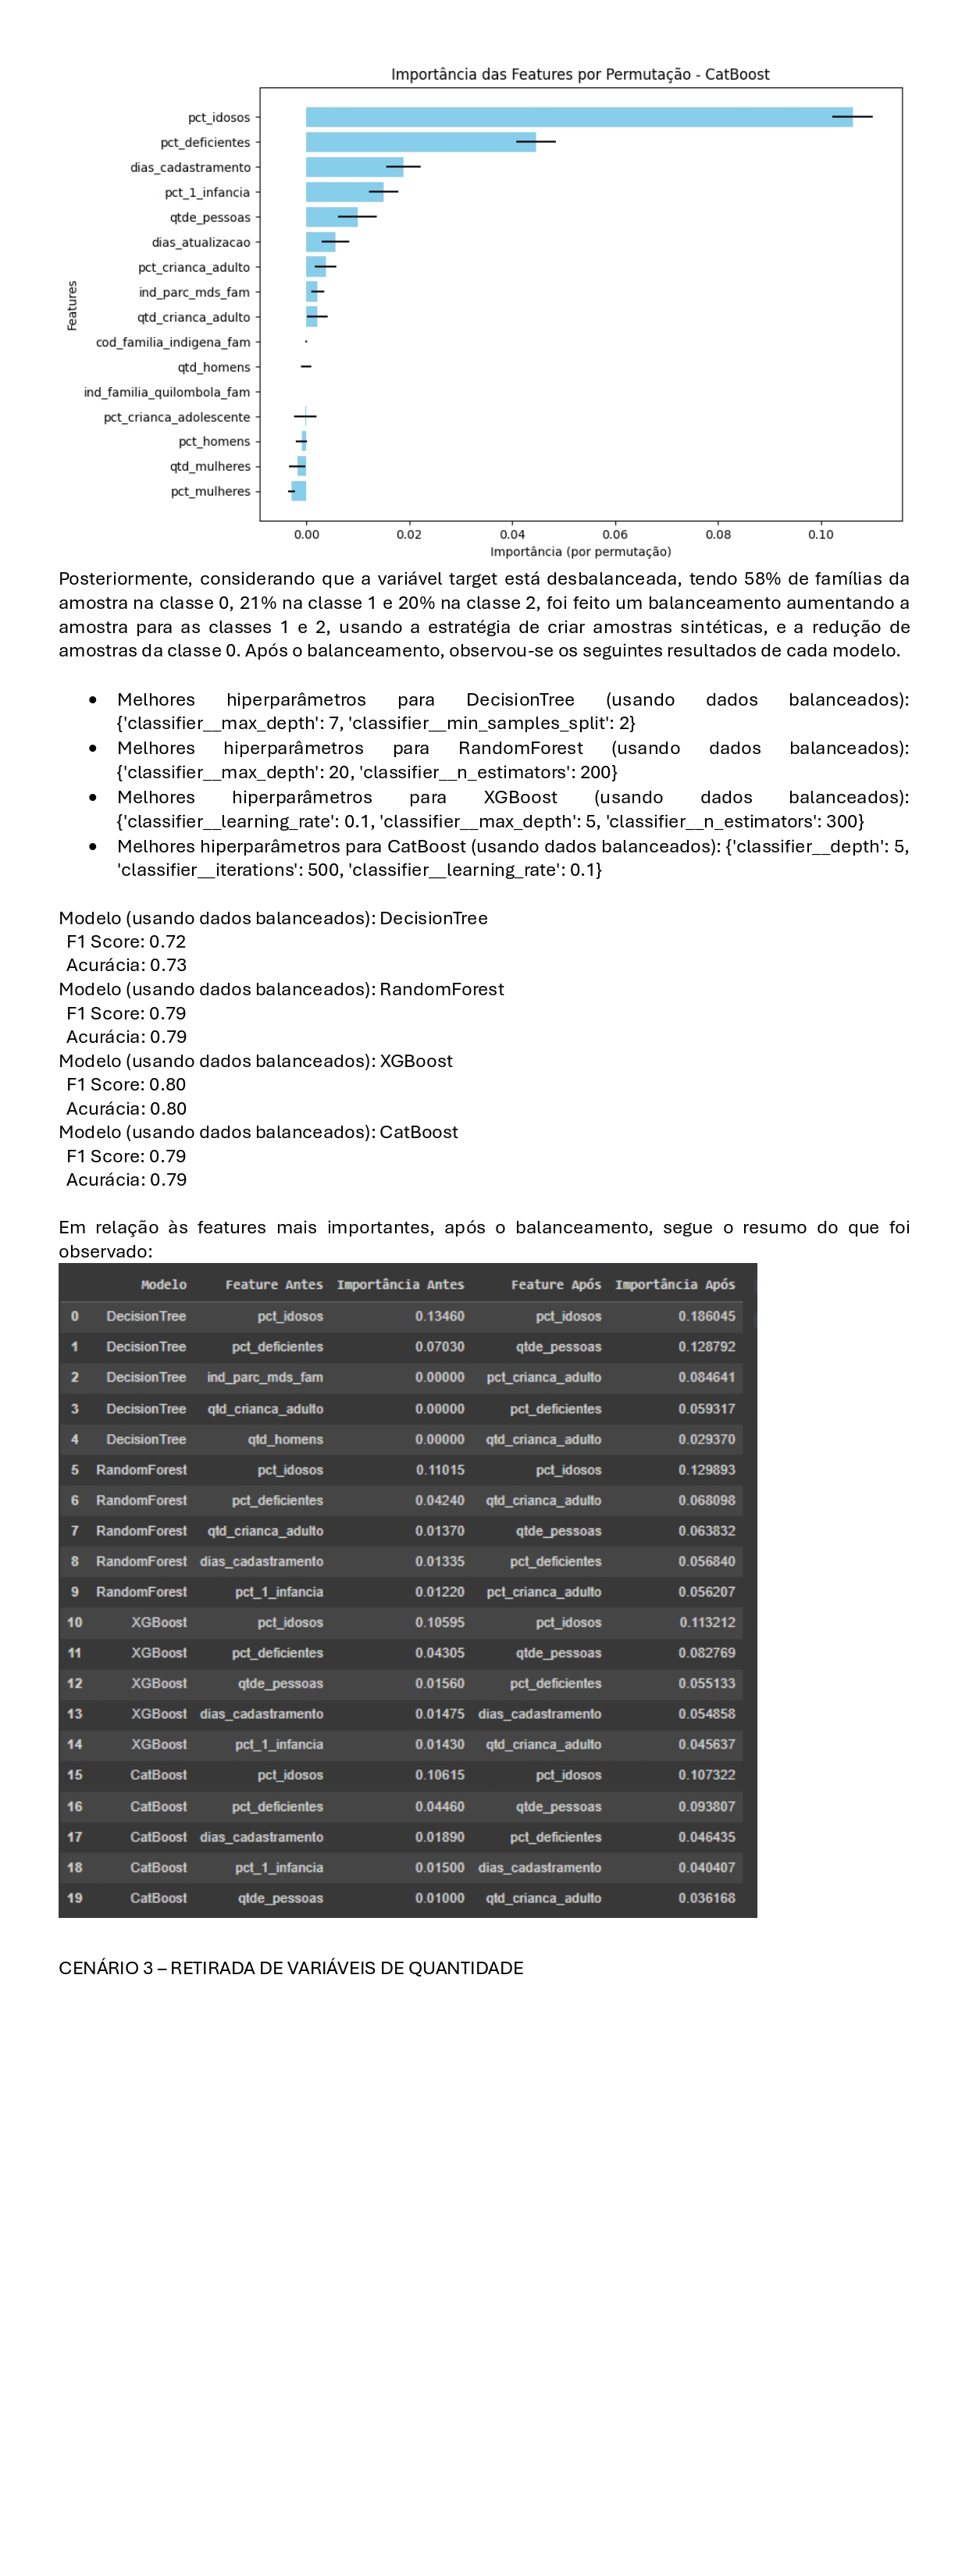 Importância das Features por Permutação - CatBoost
pct_idosos
pct_deficientes
dias_cadastramento
pct_1_infancia
qtde_pessoas
dias_atualizacao
pct_crianca_adulto
ind_parc_mds_fam
qtd_crianca_adulto
cod_familia_indigena_fam
qtd_homens
ind_familia_quilombola_fam
pct_crianca_adolescente
pct_homens
qtd_mulheres
pct_mulheres
Features
0.00 0.02 0.04 0.06 0.08 0.10
Importância (por permutação)
Posteriormente, considerando que a variável target está desbalanceada, tendo 58% de famílias da
amostra na classe 0, 21% na classe 1 e 20% na classe 2, foi feito um balanceamento aumentando a
amostra para as classes 1 e 2, usando a estratégia de criar amostras sintéticas, e a redução de
amostras da classe 0. Após o balanceamento, observou-se os seguintes resultados de cada modelo.
• Melhores hiperparâmetros para DecisionTree (usando dados balanceados):
{'classifier__max_depth': 7, 'classifier__min_samples_split': 2}
• Melhores hiperparâmetros para RandomForest (usando dados balanceados):
{'classifier__max_depth': 20, 'classifier__n_estimators': 200}
• Melhores hiperparâmetros para XGBoost (usando dados balanceados):
{'classifier__learning_rate': 0.1, 'classifier__max_depth': 5, 'classifier__n_estimators': 300}
• Melhores hiperparâmetros para CatBoost (usando dados balanceados): {'classifier__depth': 5,
'classifier__iterations': 500, 'classifier__learning_rate': 0.1}
Modelo (usando dados balanceados): DecisionTree
F1 Score: 0.72
Acurácia: 0.73
Modelo (usando dados balanceados): RandomForest
F1 Score: 0.79
Acurácia: 0.79
Modelo (usando dados balanceados): XGBoost
F1 Score: 0.80
Acurácia: 0.80
Modelo (usando dados balanceados): CatBoost
F1 Score: 0.79
Acurácia: 0.79
Em relação às features mais importantes, após o balanceamento, segue o resumo do que foi
observado:
Modelo Feature Antes Importância Antes Feature Após Importância Após
0 DecisionTree pct_idosos 0.13460 pct_idosos 0.186045
1 DecisionTree pct_deficientes 0.07030 qtde_pessoas 0.128792
2 DecisionTree ind_parc_mds_fam 0.00000 pct_crianca_adulto 0.084641
3 DecisionTree qtd_crianca_adulto 0.00000 pct_deficientes 0.059317
4 DecisionTree qtd_homens 0.00000 qtd_crianca_adulto 0.029370
5 RandomForest pct_idosos 0.11015 pct_idosos 0.129893
6 RandomForest pct_deficientes 0.04240 qtd_crianca_adulto 0.068098
7 RandomForest qtd_crianca_adulto 0.01370 qtde_pessoas 0.063832
8 RandomForest dias_cadastramento 0.01335 pct_deficientes 0.056840
9 RandomForest pct_1_infancia 0.01220 pct_crianca_adulto 0.056207
10 XGBoost pct_idosos 0.10595 pct_idosos 0.113212
11 XGBoost pct_deficientes 0.04305 qtde_pessoas 0.082769
12 XGBoost qtde_pessoas 0.01560 pct_deficientes 0.055133
13 XGBoost dias_cadastramento 0.01475 dias_cadastramento 0.054858
14 XGBoost pct_1_infancia 0.01430 qtd_crianca_adulto 0.045637
15 CatBoost pct_idosos 0.10615 pct_idosos 0.107322
16 CatBoost pct_deficientes 0.04460 qtde_pessoas 0.093807
17 CatBoost dias_cadastramento 0.01890 pct_deficientes 0.046435
18 CatBoost pct_1_infancia 0.01500 dias_cadastramento 0.040407
19 CatBoost qtde_pessoas 0.01000 qtd_crianca_adulto 0.036168
CENÁRIO 3 – RETIRADA DE VARIÁVEIS DE QUANTIDADE